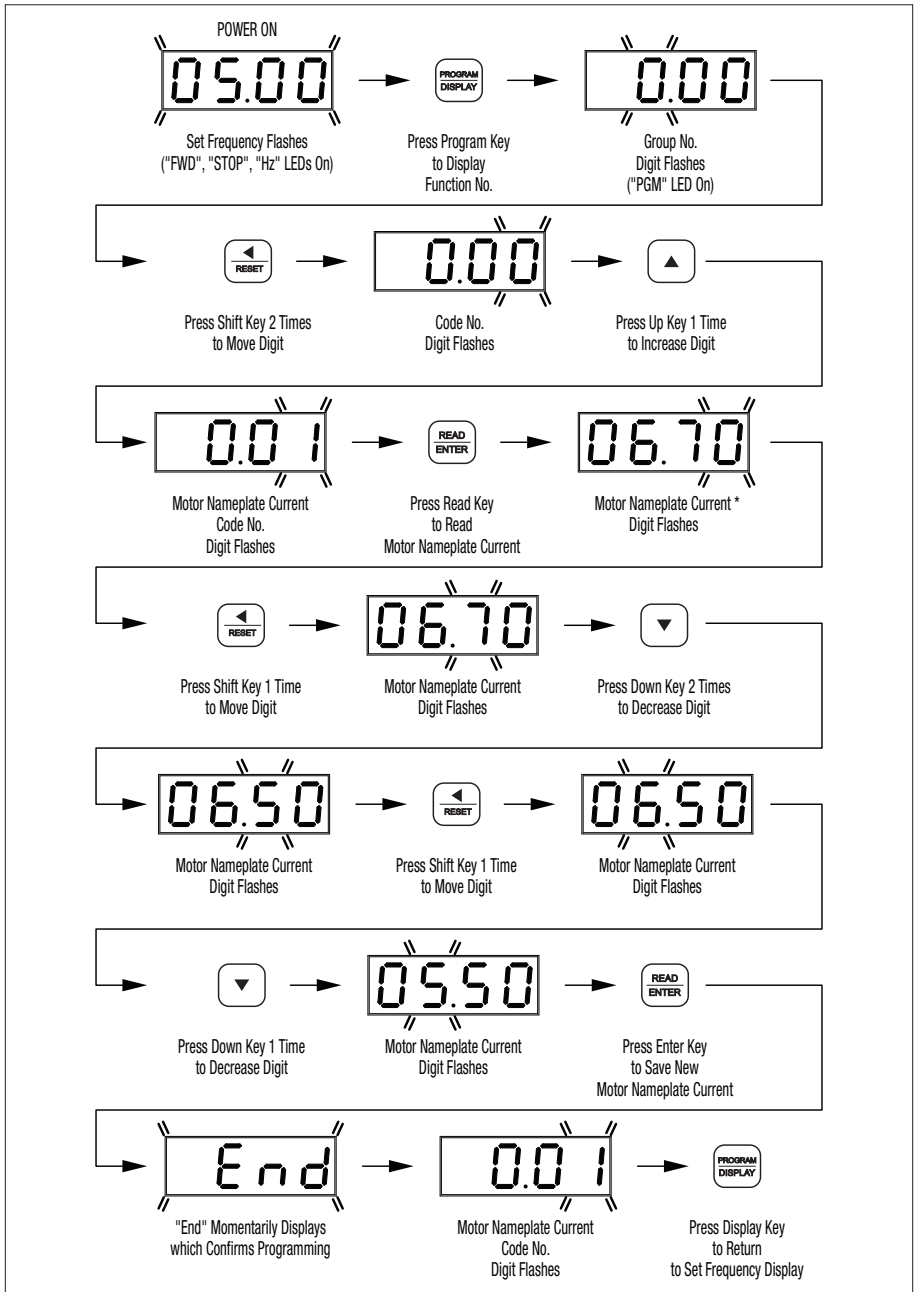 POWER ON
05.00
PROGRAM
DISPLAY
0.00
Set Frequency Flashes
("FWD", "STOP", "Hz" LEDs On)
Press Program Key
to Display
Function No.
Group No.
Digit Flashes
("PGM" LED On)
RESET
0.00
Press Shift Key 2 Times
to Move Digit
Code No.
Digit Flashes
Press Up Key 1 Time
to Increase Digit
0.01
READ
ENTER
06.70
Motor Nameplate Current
Code No.
Digit Flashes
Press Read Key
to Read
Motor Nameplate Current
Motor Nameplate Current *
Digit Flashes
RESET
06.70
Press Shift Key 1 Time
to Move Digit
Motor Nameplate Current
Digit Flashes
Press Down Key 2 Times
to Decrease Digit
06.50
RESET
06.50
Motor Nameplate Current
Digit Flashes
Press Shift Key 1 Time
to Move Digit
Motor Nameplate Current
Digit Flashes
05.50
READ
ENTER
Press Down Key 1 Time
to Decrease Digit
Motor Nameplate Current
Digit Flashes
Press Enter Key
to Save New
Motor Nameplate Current
End
0.01
PROGRAM
DISPLAY
"End" Momentarily Displays
which Confirms Programming
Motor Nameplate Current
Code No.
Digit Flashes
Press Display Key
to Return
to Set Frequency Display